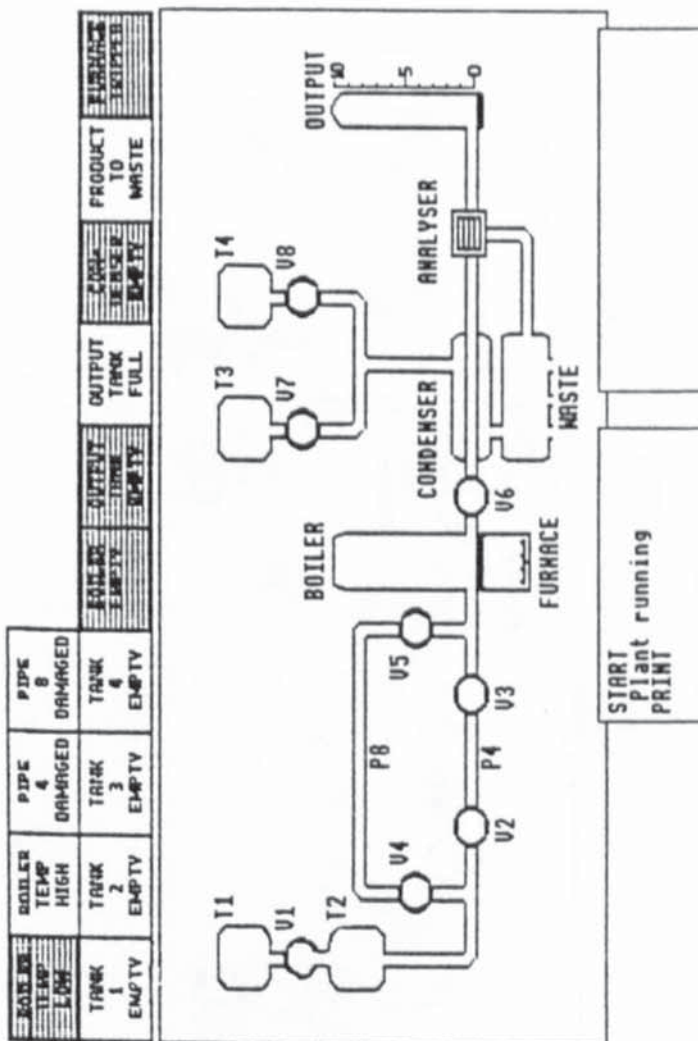 BOILER
TEMP
LOW
BOILER
TEMP
HIGH
PIPE
4
DAMAGED
PIPE
8
DAMAGED
TANK
1
EMPTY
TANK
2
EMPTY
TANK
3
EMPTY
TANK
4
EMPTY
BOILER
EMPTY
OUTPUT
TANK
EMPTY
OUTPUT
TANK
FULL
CON-
DENSER
EMPTY
PRODUCT
TO
WASTE
FURNACE
TRIPPED
T1
V1
T2
V4
V2
P8
P4
V5
V3
BOILER
FURNACE
V6
CONDENSER
WASTE
T3
V7
T4
V8
ANALYSER
OUTPUT
10
5
0
START
Plant running
PRINT